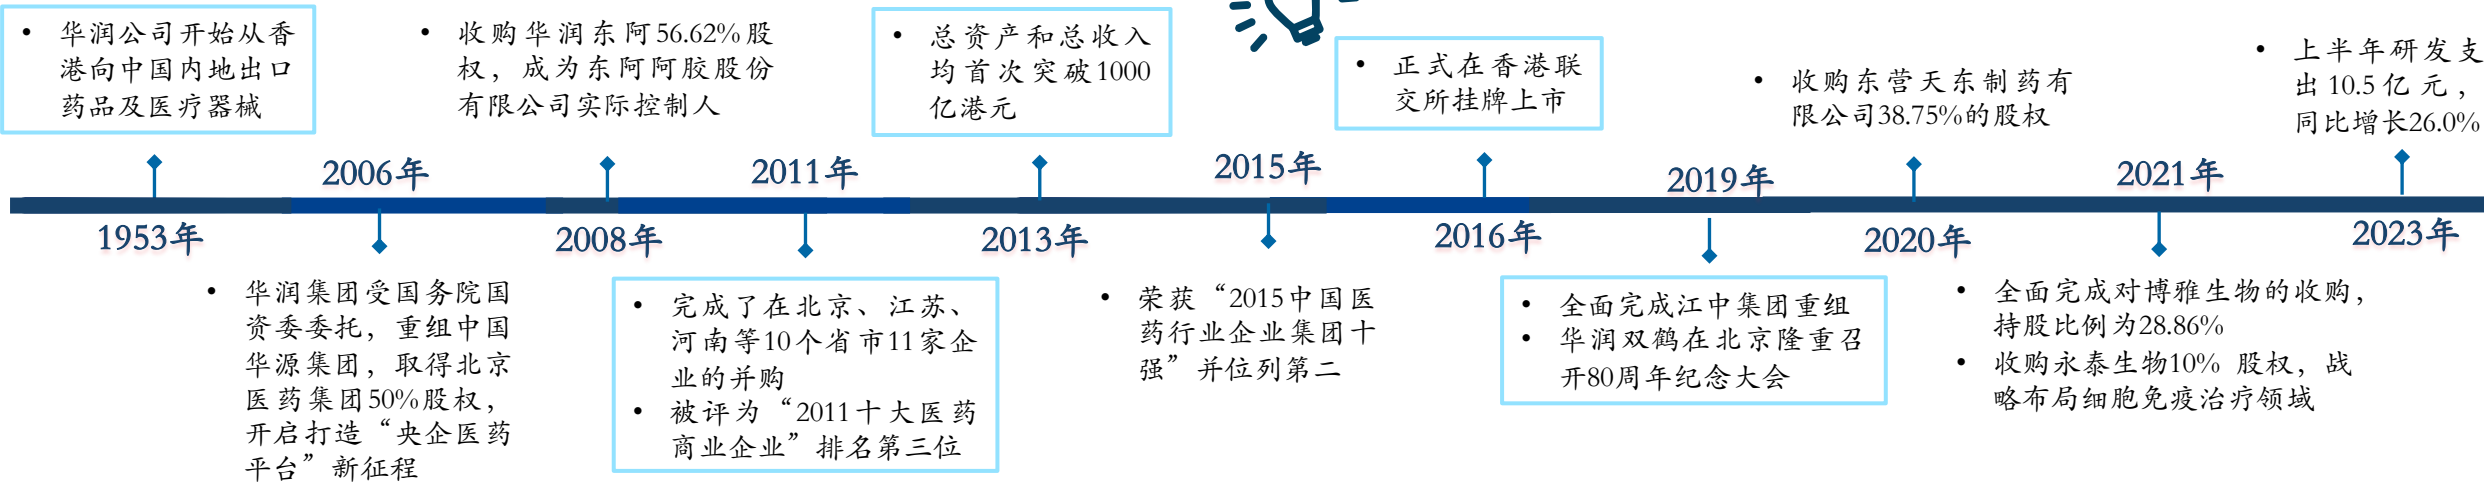 • 华润公司开始从香
港向中国内地出口
药品及医疗器械
1953年
2006年
• 华润集团受国务院国
资委委托，重组中国
华源集团，取得北京
医药集团50%股权，
开启打造“央企医药
平台”新征程
• 收购华润东阿56.62%股
权，成为东阿阿胶股份
有限公司实际控制人
2008年
2011年
• 完成了在北京、江苏、
河南等10个省市11家企
业的并购
• 被评为“2011十大医药
商业企业”排名第三位
• 总资产和总收入
均首次突破1000
亿港元
2013年
2015年
• 荣获“2015中国医
药行业企业集团十
强”并位列第二
• 正式在香港联
交所挂牌上市
2016年
2019年
• 全面完成江中集团重组
• 华润双鹤在北京隆重召
开80周年纪念大会
• 收购东营天东制药有
限公司38.75%的股权
2020年
2021年
• 全面完成对博雅生物的收购，
持股比例为28.86%
• 收购永泰生物10% 股权，战
略布局细胞免疫治疗领域
• 上半年研发支
出10.5亿元，
同比增长26.0%
2023年